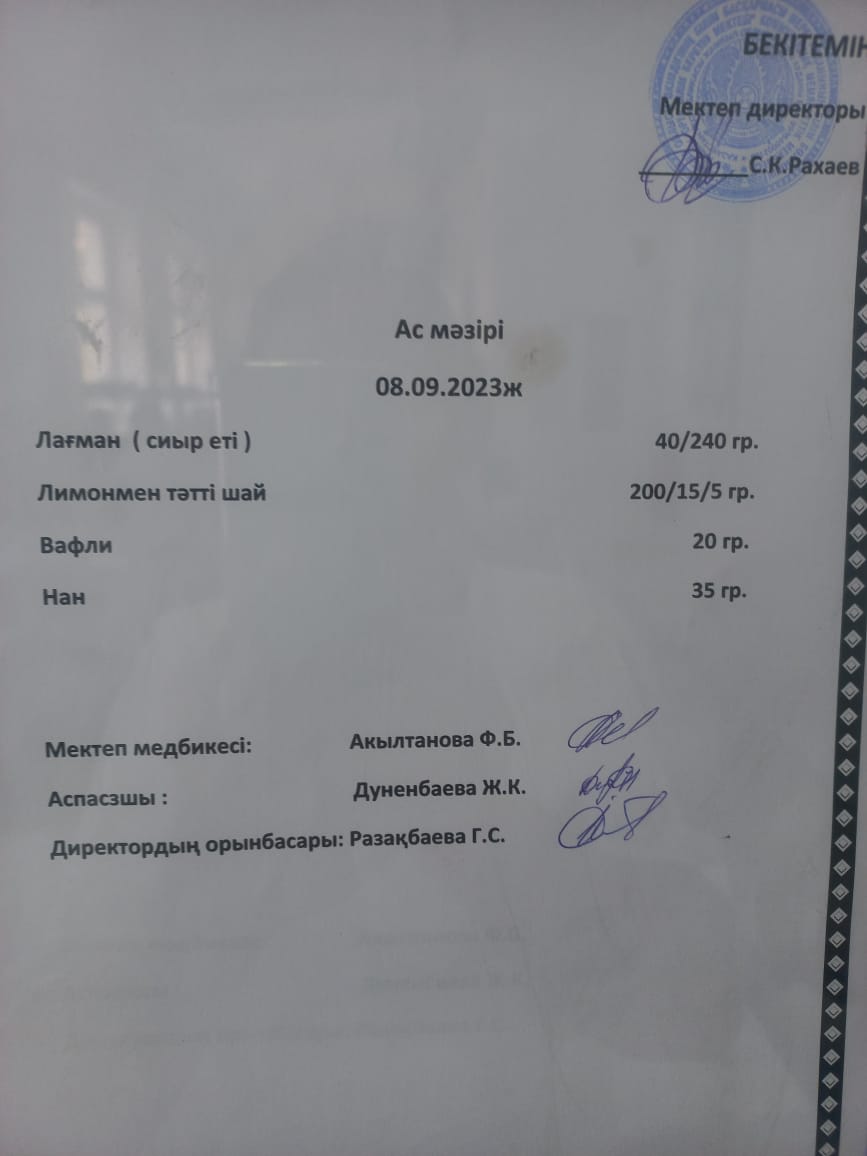 БЕКІТЕМІН
Мектеп директоры
С.К.Рахаев
Ас мәзірі
08.09.2023ж
Лағман ( сиыр еті ) 40/240 гр.
Лимонмен тәтті шай 200/15/5 гр.
Вафли 20 гр.
Нан 35 гр.
Мектеп медбикесі: Акылтанова Ф.Б.
Аспасзшы : Дуненбаева Ж.К.
Директордың орынбасары: Разақбаева Г.С.